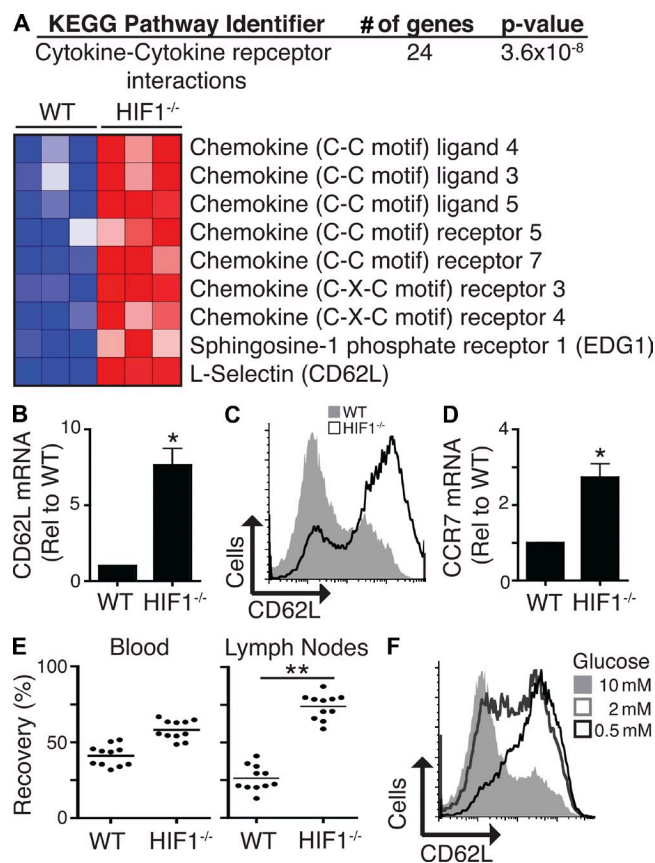 A KEGG Pathway Identifier # of genes p-value
Cytokine-Cytokine repceptor interactions 24 3.6x10⁻⁸
WT HIF1⁻/⁻
Chemokine (C-C motif) ligand 4
Chemokine (C-C motif) ligand 3
Chemokine (C-C motif) ligand 5
Chemokine (C-C motif) receptor 5
Chemokine (C-C motif) receptor 7
Chemokine (C-X-C motif) receptor 3
Chemokine (C-X-C motif) receptor 4
Sphingosine-1 phosphate receptor 1 (EDG1)
L-Selectin (CD62L)
B
CD62L mRNA
(Rel to WT)
10
5
0
*
WT HIF1⁻/⁻
C
WT
HIF1⁻/⁻
Cells
CD62L
D
CCR7 mRNA
(Rel to WT)
4
2
0
*
WT HIF1⁻/⁻
E
Blood Lymph Nodes
Recovery (%)
100
50
0
**
WT HIF1⁻/⁻ WT HIF1⁻/⁻
F
Glucose
10 mM
2 mM
0.5 mM
Cells
CD62L